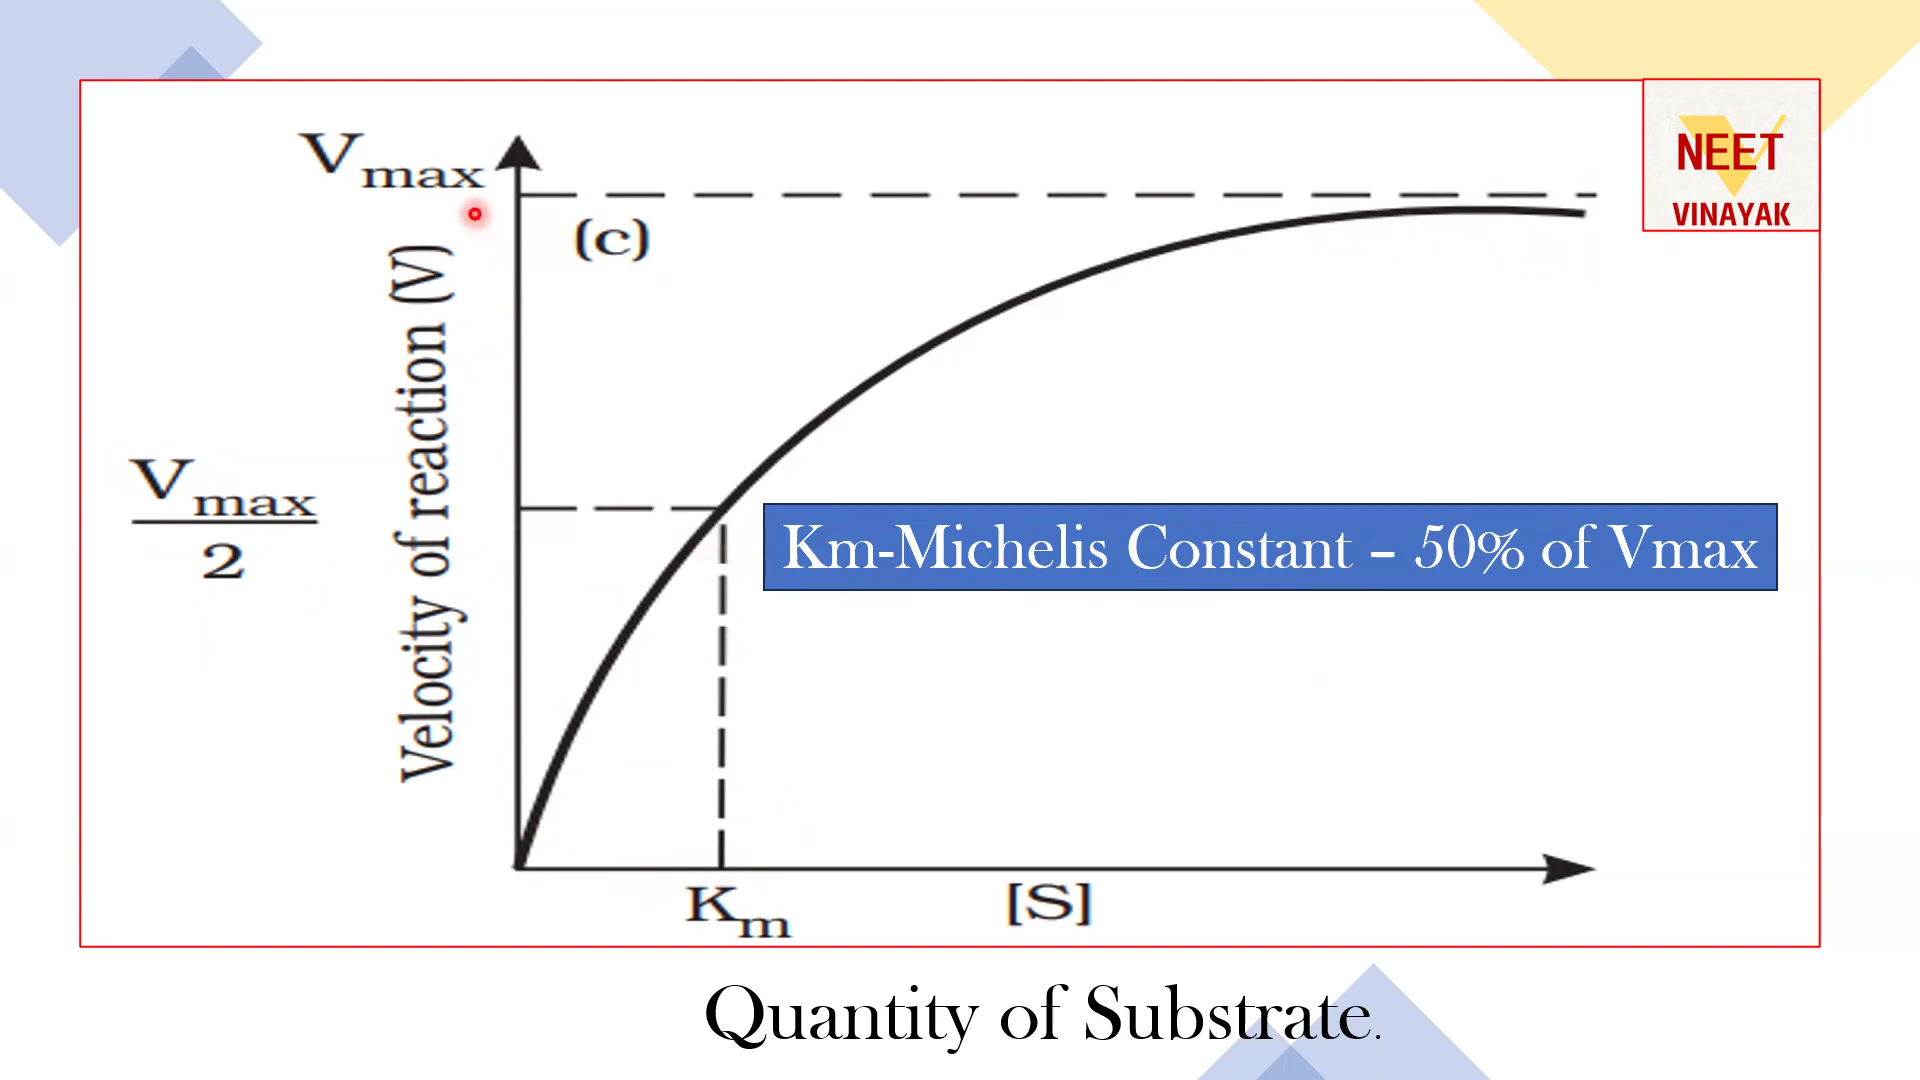 Vmax
NEET
VINAYAK
(c)
Velocity of reaction (V)
Vmax
2
Km-Michelis Constant – 50% of Vmax
Km
[S]
Quantity of Substrate.